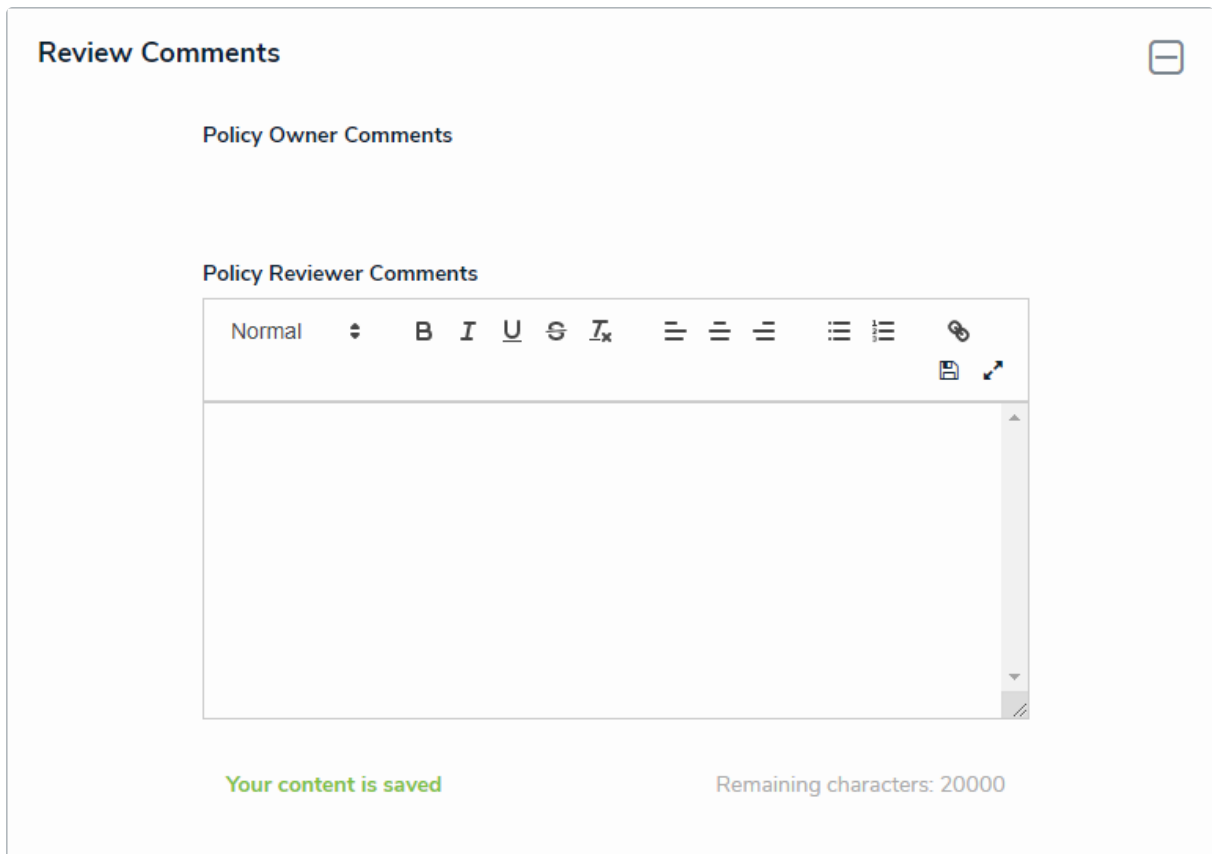 Review Comments
Policy Owner Comments
Policy Reviewer Comments
Normal
Your content is saved
Remaining characters: 20000